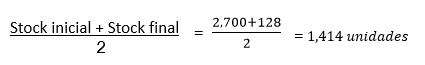 Stock inicial + Stock final / 2 = 2,700+128 / 2 = 1,414 unidades